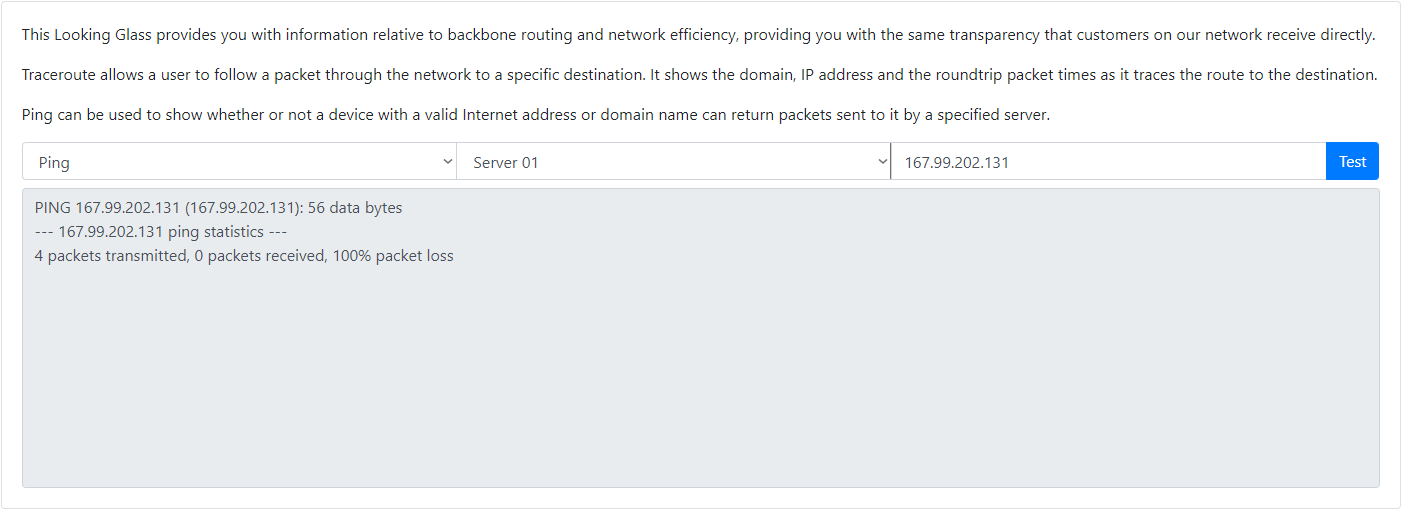 This Looking Glass provides you with information relative to backbone routing and network efficiency, providing you with the same transparency that customers on our network receive directly.
Traceroute allows a user to follow a packet through the network to a specific destination. It shows the domain, IP address and the roundtrip packet times as it traces the route to the destination.
Ping can be used to show whether or not a device with a valid Internet address or domain name can return packets sent to it by a specified server.
Ping Server 01 167.99.202.131 Test
PING 167.99.202.131 (167.99.202.131): 56 data bytes
--- 167.99.202.131 ping statistics ---
4 packets transmitted, 0 packets received, 100% packet loss